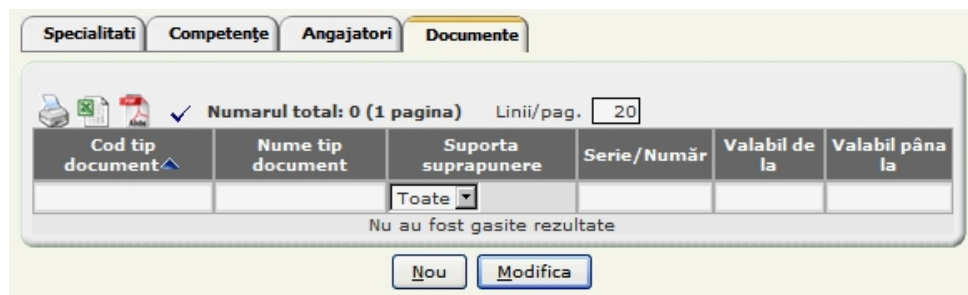 Specialitati Competențe Angajatori Documente
Numarul total: 0 (1 pagina) Linii/pag. 20
Cod tip document Nume tip document Suporta suprapunere Serie/Număr Valabil de la Valabil pâna la
Toate
Nu au fost gasite rezultate
Nou Modifica